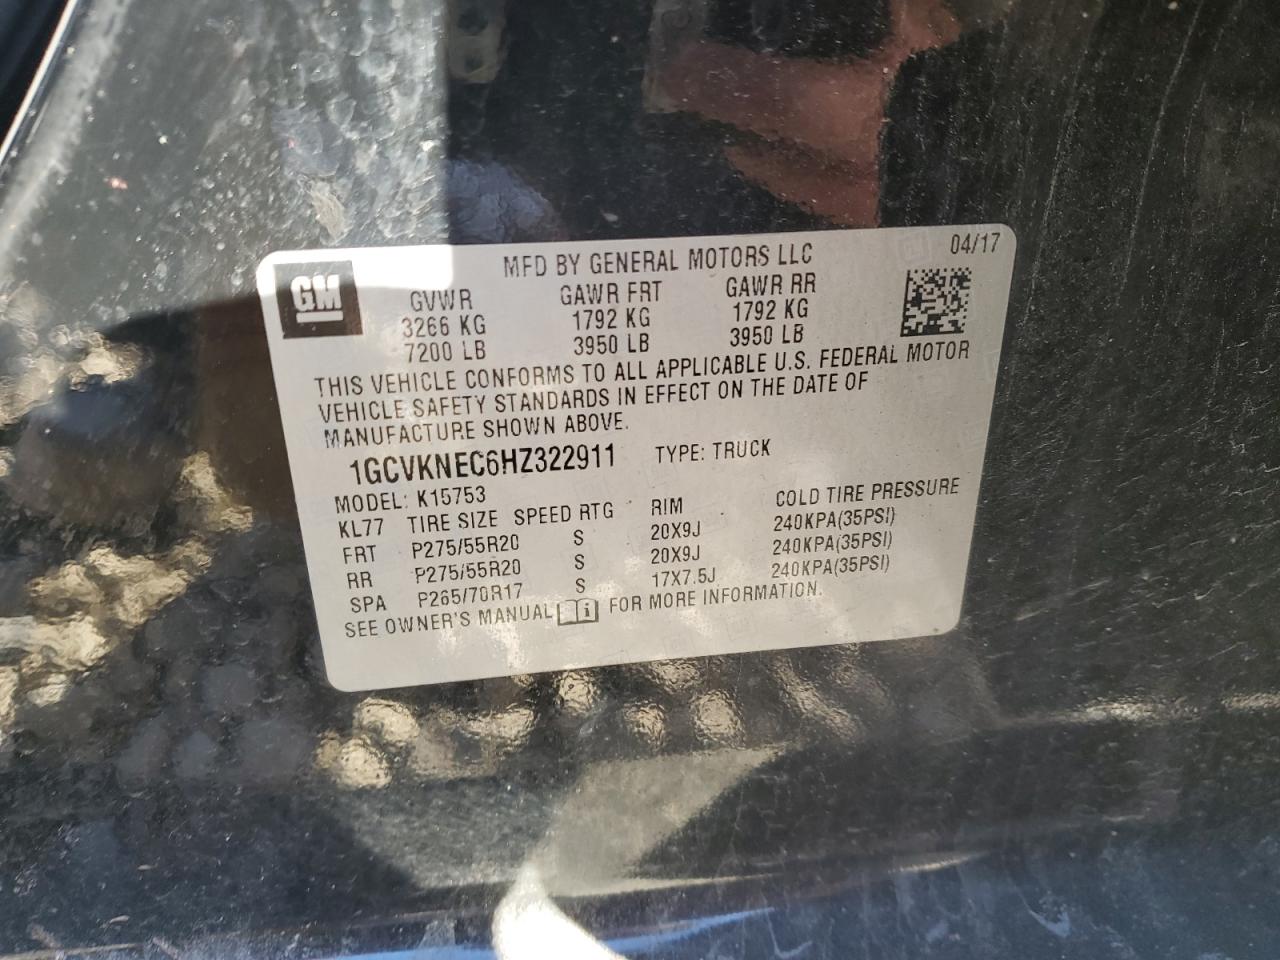 GM
MFD BY GENERAL MOTORS LLC
04/17
GVWR GAWR FRT GAWR RR
3266 KG 1792 KG 1792 KG
7200 LB 3950 LB 3950 LB
THIS VEHICLE CONFORMS TO ALL APPLICABLE U.S. FEDERAL MOTOR
VEHICLE SAFETY STANDARDS IN EFFECT ON THE DATE OF
MANUFACTURE SHOWN ABOVE.
1GCVKNEC6HZ322911 TYPE: TRUCK
MODEL: K15753
KL77 TIRE SIZE SPEED RTG RIM COLD TIRE PRESSURE
FRT P275/55R20 S 20X9J 240KPA(35PSI)
RR P275/55R20 S 20X9J 240KPA(35PSI)
SPA P265/70R17 S 17X7.5J 240KPA(35PSI)
SEE OWNER'S MANUAL i FOR MORE INFORMATION.